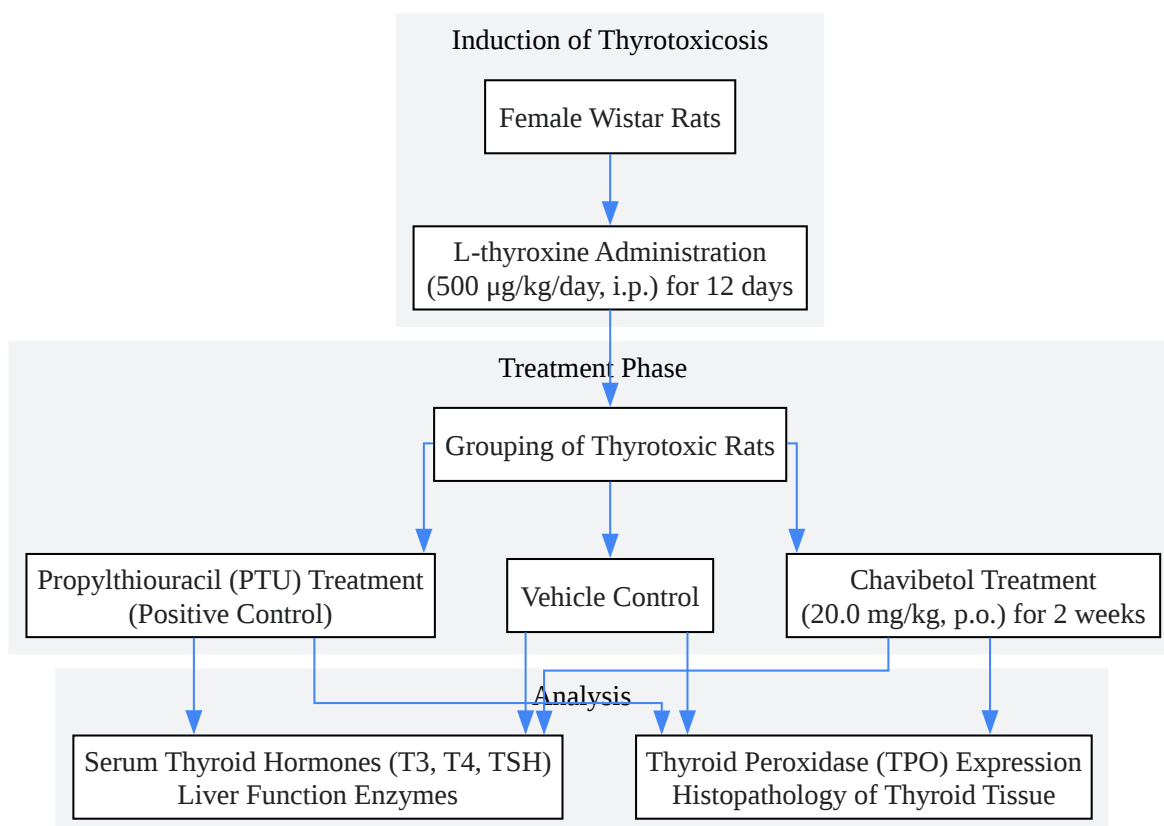 Induction of Thyrotoxicosis
Female Wistar Rats
L-thyroxine Administration
(500 μg/kg/day, i.p.) for 12 days
Treatment Phase
Grouping of Thyrotoxic Rats
Propylthiouracil (PTU) Treatment
(Positive Control)
Vehicle Control
Chavibetol Treatment
(20.0 mg/kg, p.o.) for 2 weeks
Analysis
Serum Thyroid Hormones (T3, T4, TSH)
Liver Function Enzymes
Thyroid Peroxidase (TPO) Expression
Histopathology of Thyroid Tissue